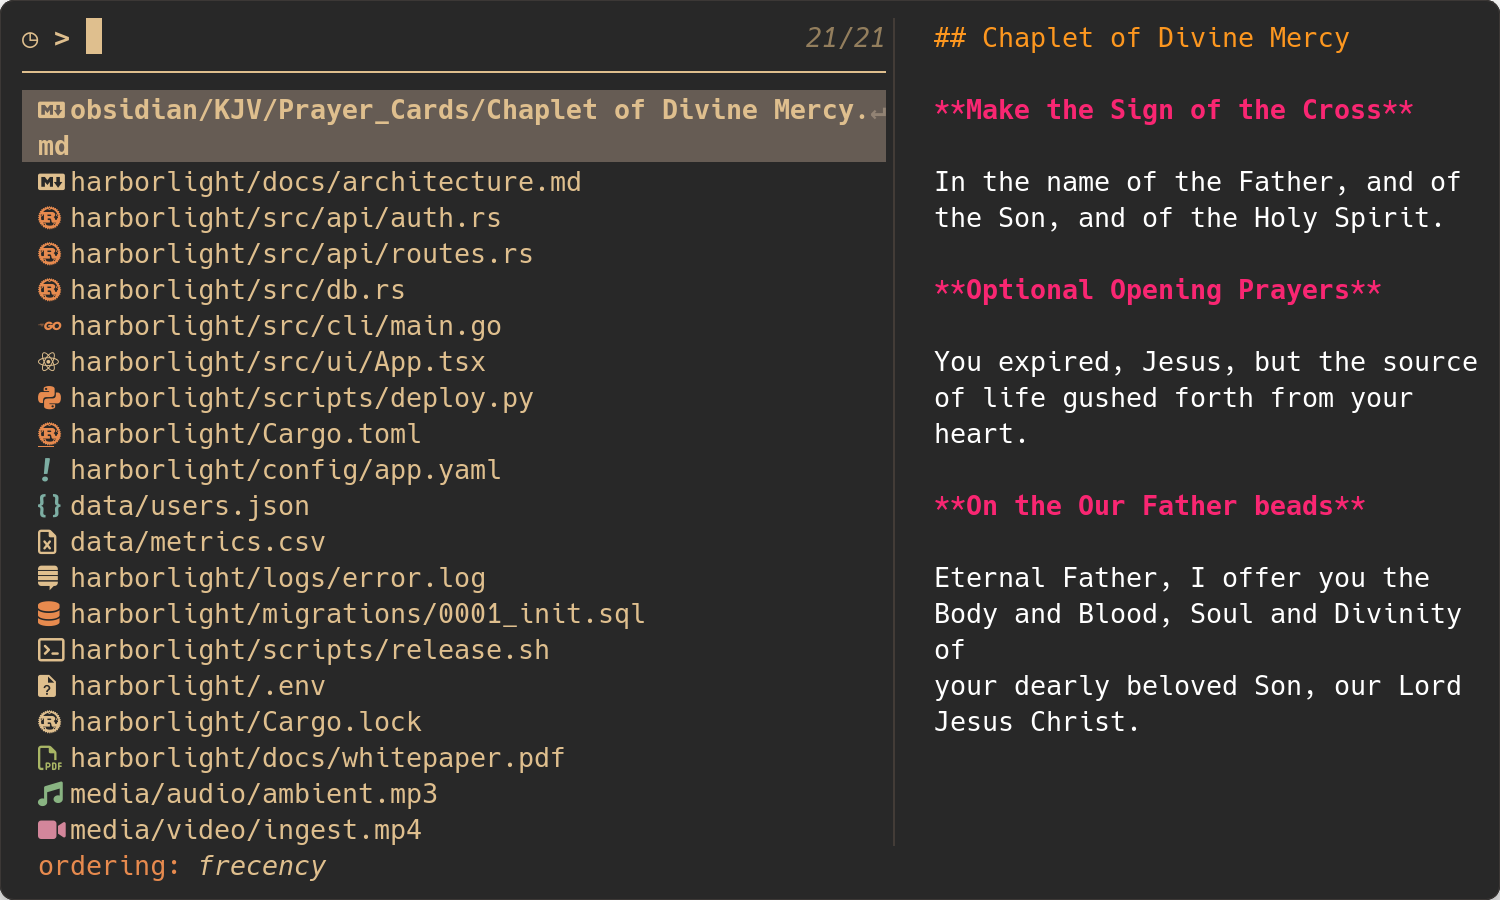 > 21/21
obsidian/KJV/Prayer_Cards/Chaplet of Divine Mercy.↵
md
harborlight/docs/architecture.md
harborlight/src/api/auth.rs
harborlight/src/api/routes.rs
harborlight/src/db.rs
harborlight/src/cli/main.go
harborlight/src/ui/App.tsx
harborlight/scripts/deploy.py
harborlight/Cargo.toml
harborlight/config/app.yaml
data/users.json
data/metrics.csv
harborlight/logs/error.log
harborlight/migrations/0001_init.sql
harborlight/scripts/release.sh
harborlight/.env
harborlight/Cargo.lock
harborlight/docs/whitepaper.pdf
media/audio/ambient.mp3
media/video/ingest.mp4
ordering: frecency
## Chaplet of Divine Mercy
**Make the Sign of the Cross**
In the name of the Father, and of
the Son, and of the Holy Spirit.
**Optional Opening Prayers**
You expired, Jesus, but the source
of life gushed forth from your
heart.
**On the Our Father beads**
Eternal Father, I offer you the
Body and Blood, Soul and Divinity
of
your dearly beloved Son, our Lord
Jesus Christ.